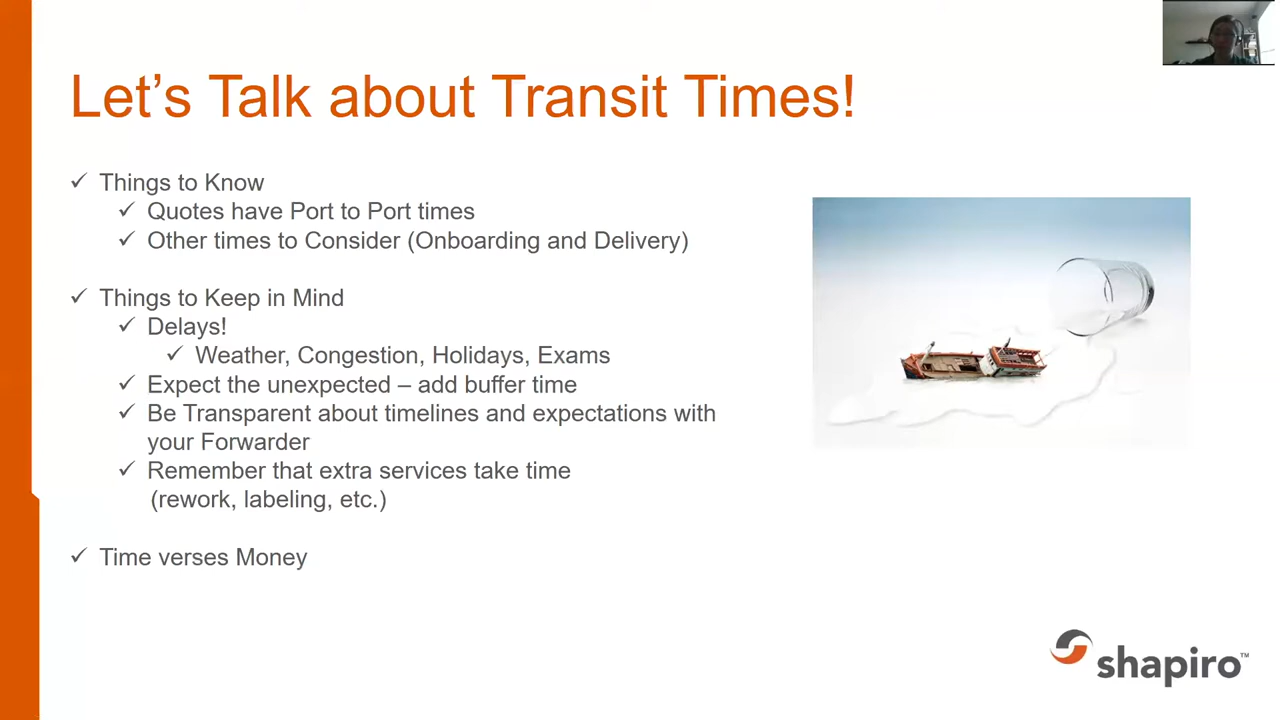 Let's Talk about Transit Times!
✓ Things to Know
✓ Quotes have Port to Port times
✓ Other times to Consider (Onboarding and Delivery)
✓ Things to Keep in Mind
✓ Delays!
✓ Weather, Congestion, Holidays, Exams
✓ Expect the unexpected – add buffer time
✓ Be Transparent about timelines and expectations with
your Forwarder
✓ Remember that extra services take time
(rework, labeling, etc.)
✓ Time verses Money
shapiro™